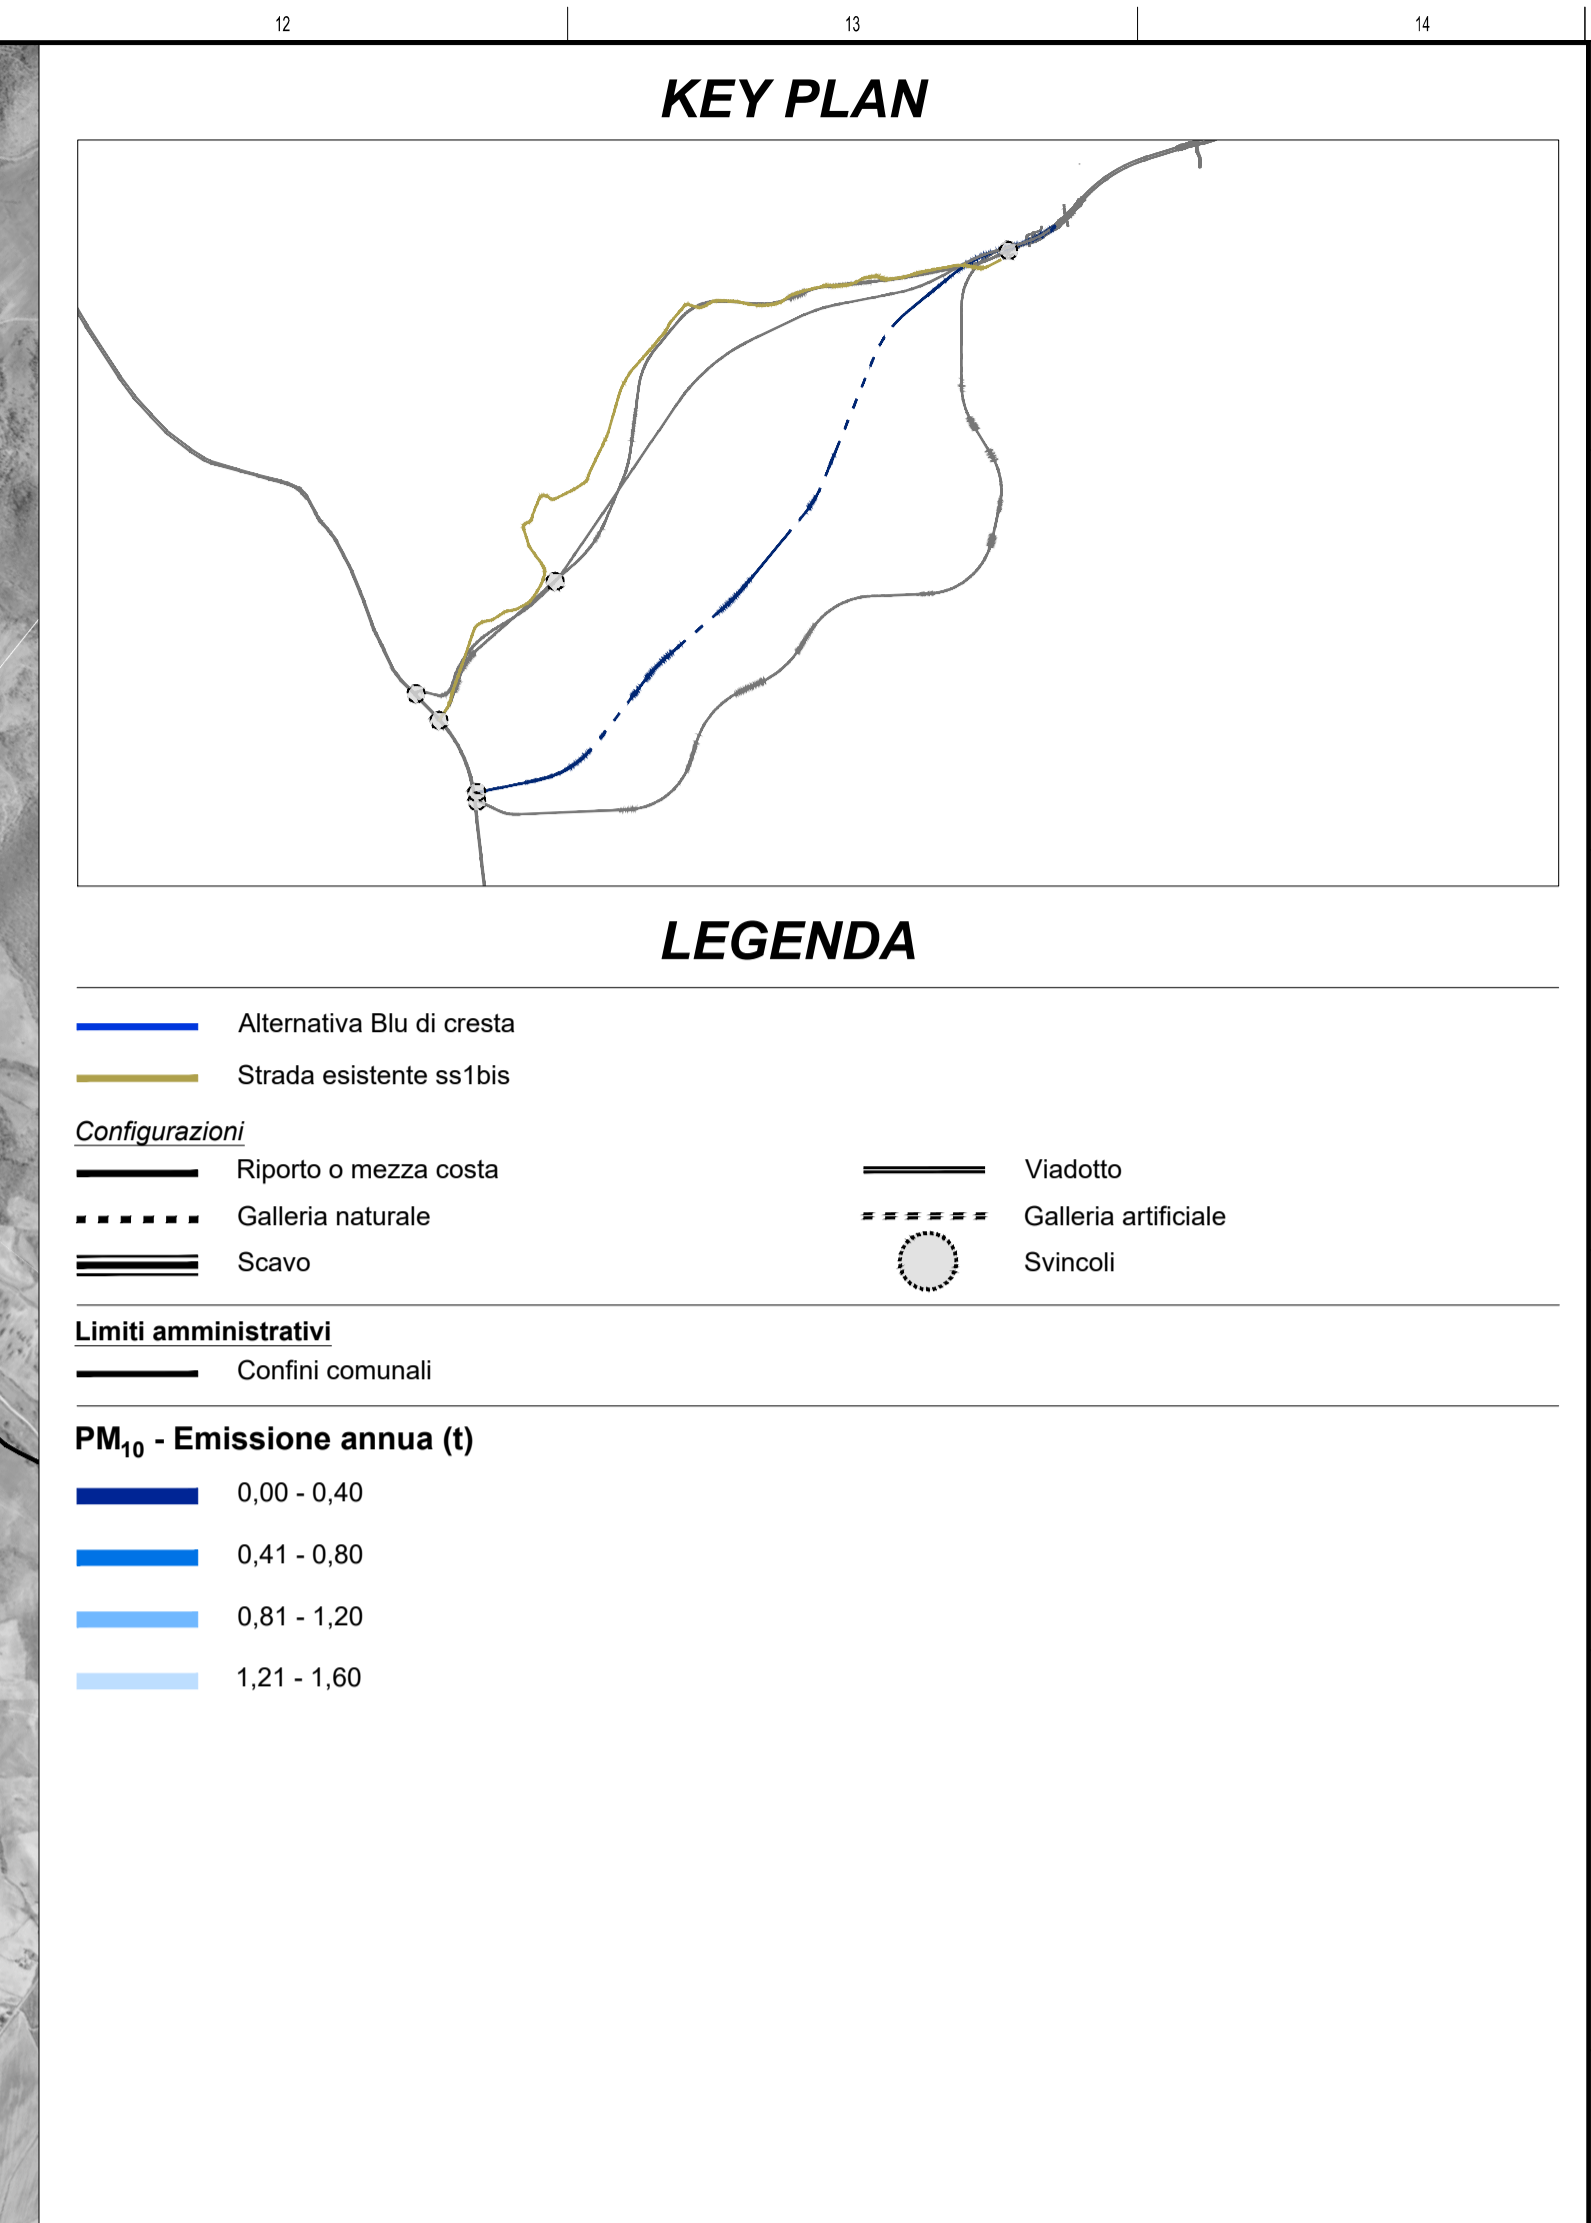 12 13 14
KEY PLAN
LEGENDA
Alternativa Blu di cresta
Strada esistente ss1bis
Configurazioni
Riporto o mezza costa Viadotto
Galleria naturale Galleria artificiale
Scavo Svincoli
Limiti amministrativi
Confini comunali
PM10 - Emissione annua (t)
0,00 - 0,40
0,41 - 0,80
0,81 - 1,20
1,21 - 1,60